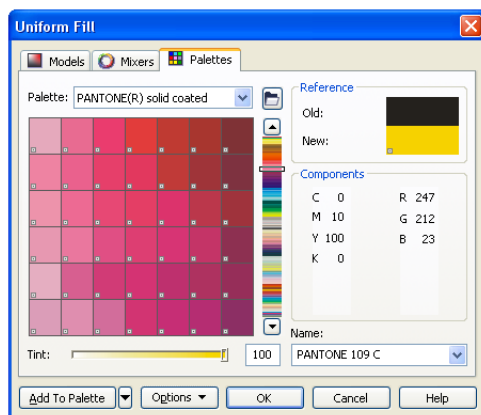 Uniform Fill
Models Mixers Palettes
Palette: PANTONE(R) solid coated
Reference
Old:
New:
Components
C 0 R 247
M 10 G 212
Y 100 B 23
K 0
Name:
Tint: 100 PANTONE 109 C
Add To Palette Options OK Cancel Help